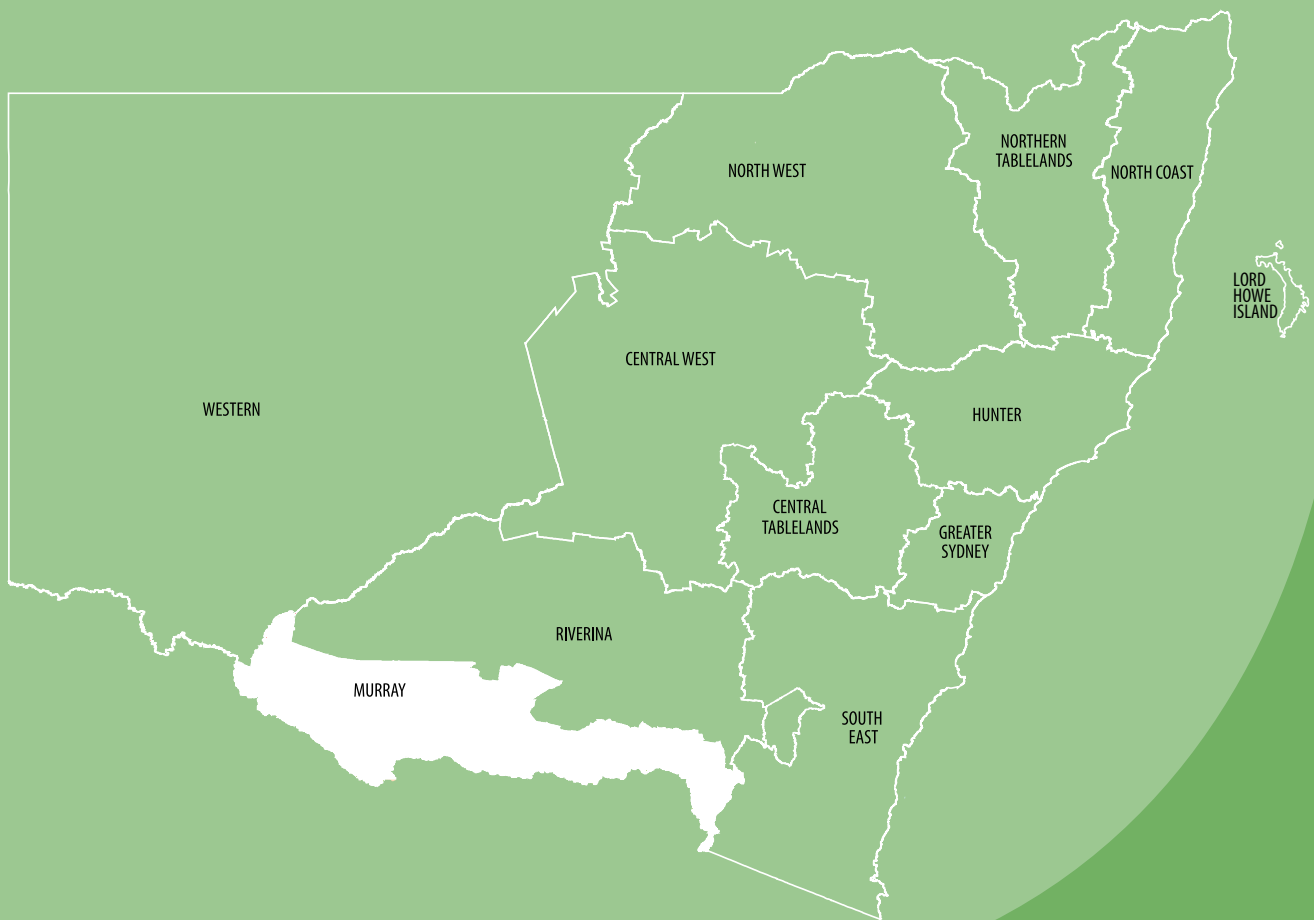 NORTHERN
TABLELANDS
NORTH WEST
NORTH COAST
LORD
HOWE
ISLAND
CENTRAL WEST
WESTERN
HUNTER
CENTRAL
TABLELANDS
GREATER
SYDNEY
RIVERINA
MURRAY
SOUTH
EAST